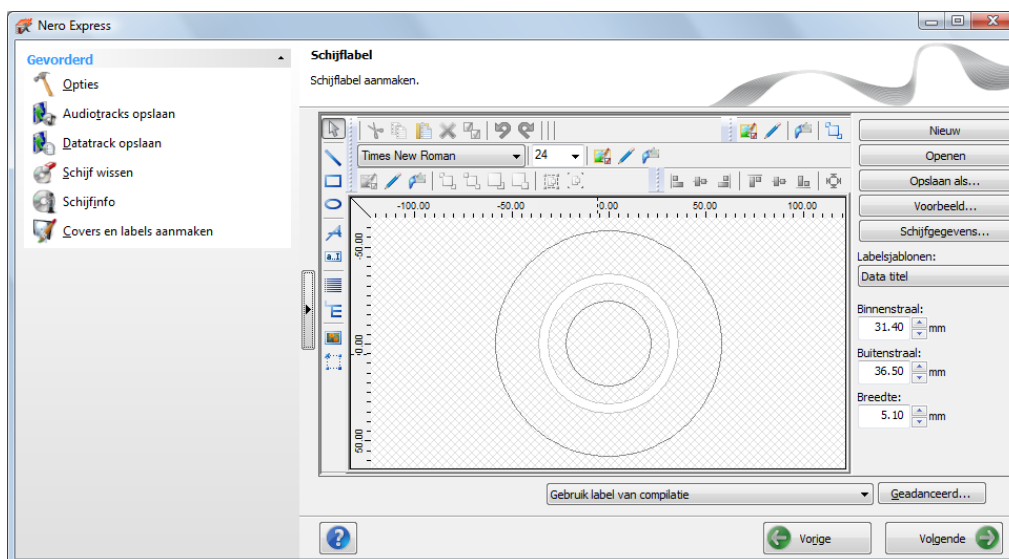 Nero Express
Gevorderd
Opties
Audiotracks opslaan
Datatrack opslaan
Schijf wissen
Schijfinfo
Covers en labels aanmaken
Schijflabel
Schijflabel aanmaken.
Times New Roman
24
a.I
-100.00
-50.00
-0.00
50.00
100.00
-50.00
-0.00
50.00
Nieuw
Openen
Opslaan als...
Voorbeeld...
Schijfgegevens...
Labelsjablonen:
Data titel
Binnenstraal:
31.40 mm
Buitenstraal:
36.50 mm
Breedte:
5.10 mm
Gebruik label van compilatie
Geadanceerd...
Vorige
Volgende